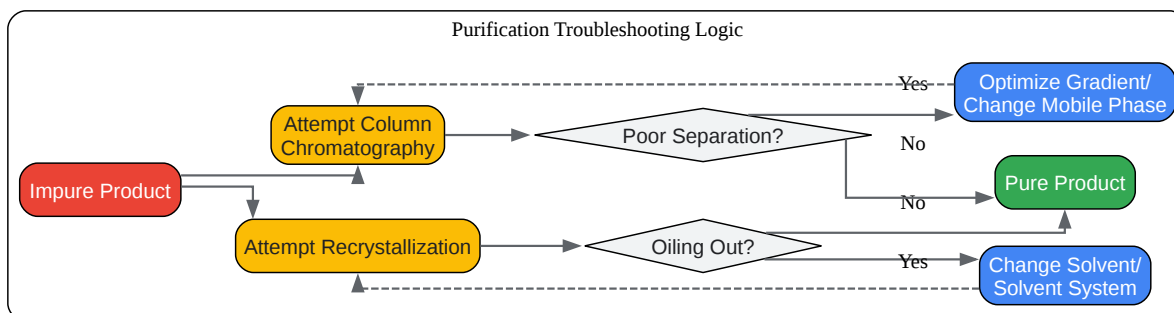 Purification Troubleshooting Logic
Yes
Optimize Gradient/
Change Mobile Phase
Attempt Column
Chromatography
Poor Separation?
No
Impure Product
Pure Product
No
Attempt Recrystallization
Oiling Out?
Yes
Change Solvent/
Solvent System